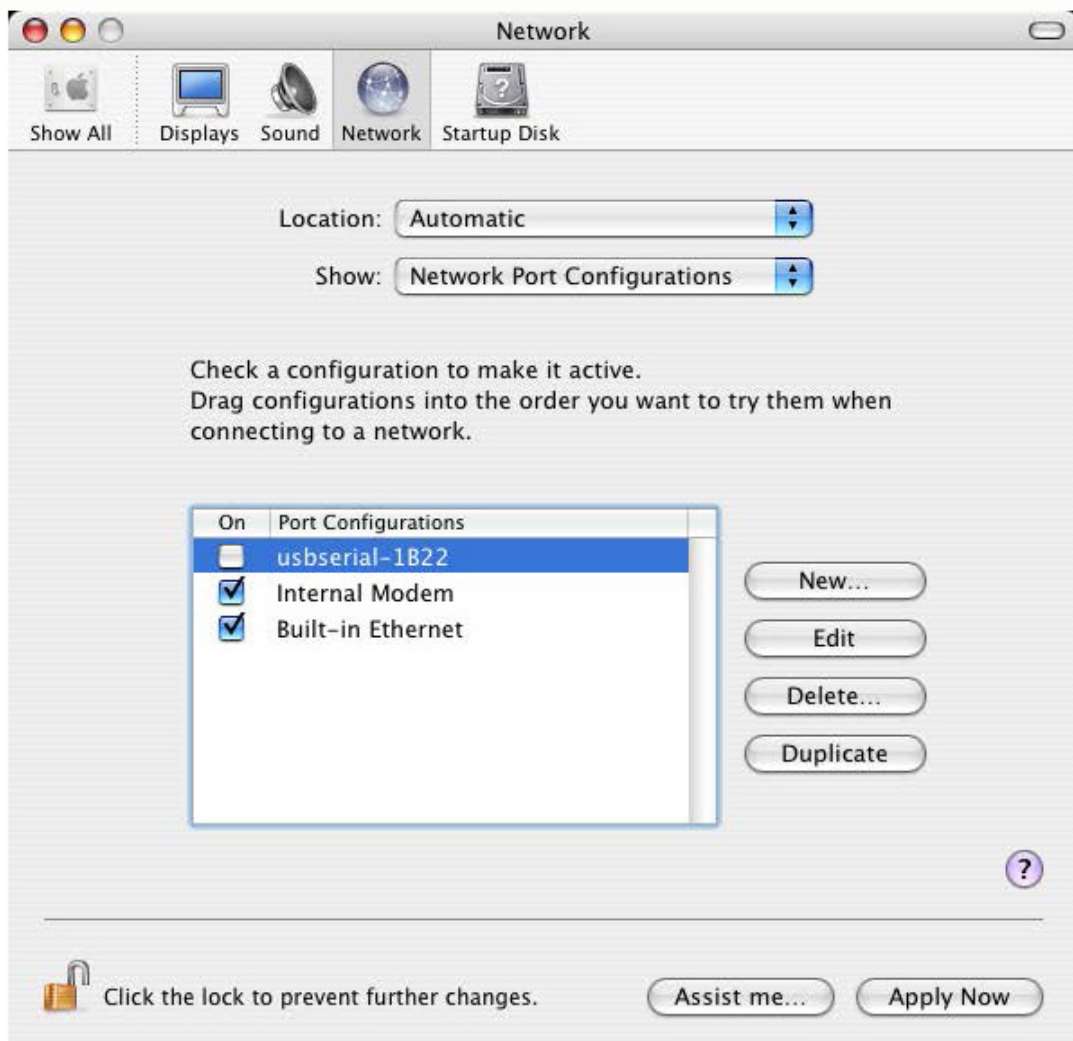 Network
Show All
Displays
Sound
Network
Startup Disk
Location: Automatic
Show: Network Port Configurations
Check a configuration to make it active.
Drag configurations into the order you want to try them when
connecting to a network.
On Port Configurations
usbserial-1B22
Internal Modem
Built-in Ethernet
New...
Edit
Delete...
Duplicate
?
Click the lock to prevent further changes.
Assist me...
Apply Now